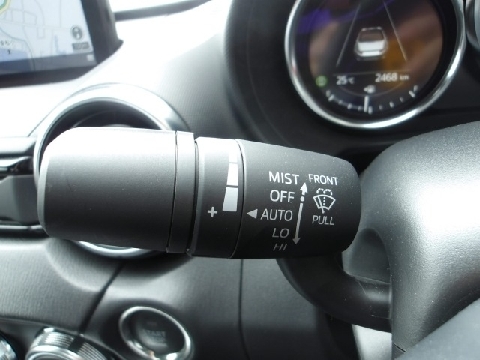 25°C 2468 km
MIST FRONT
OFF
+ AUTO PULL
LO
HI